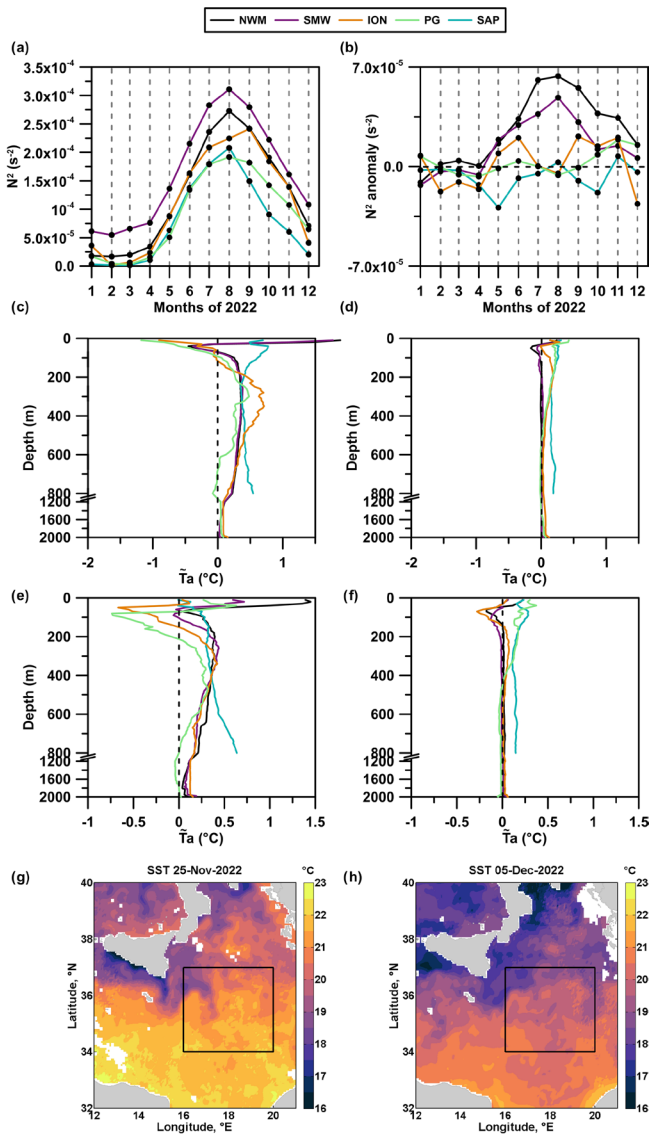 NWM SMW ION PG SAP
(a)
3.5x10⁻⁴
3.0x10⁻⁴
2.5x10⁻⁴
2.0x10⁻⁴
1.5x10⁻⁴
1.0x10⁻⁴
5.0x10⁻⁵
0.0
N² (s⁻²)
1 2 3 4 5 6 7 8 9 10 11 12
Months of 2022
(b)
7.0x10⁻⁵
0.0
-7.0x10⁻⁵
N² anomaly (s⁻²)
1 2 3 4 5 6 7 8 9 10 11 12
Months of 2022
(c)
0
200
400
600
800
1200
1600
2000
Depth (m)
-2 -1 0 1 2
T̃a (°C)
(d)
0
200
400
600
800
1200
1600
2000
Depth (m)
-2 -1 0 1 2
T̃a (°C)
(e)
0
200
400
600
800
1200
1600
2000
Depth (m)
-1 -0.5 0 0.5 1 1.5
T̃a (°C)
(f)
0
200
400
600
800
1200
1600
2000
Depth (m)
-1 -0.5 0 0.5 1 1.5
T̃a (°C)
(g)
SST 25-Nov-2022
°C
40
38
36
34
32
Latitude, °N
12 14 16 18 20
Longitude, °E
23
22
21
20
19
18
17
16
(h)
SST 05-Dec-2022
°C
40
38
36
34
32
Latitude, °N
12 14 16 18 20
Longitude, °E
23
22
21
20
19
18
17
16